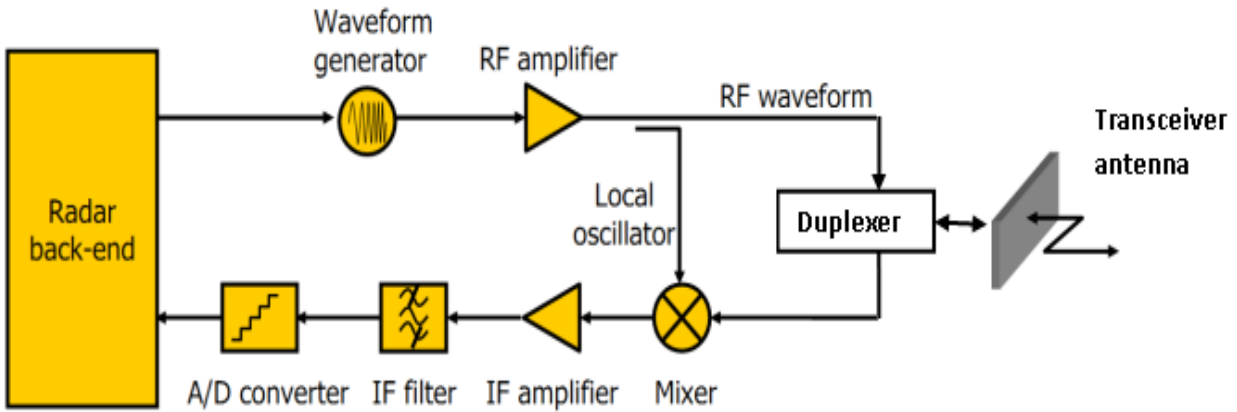 Waveform
generator
RF amplifier
RF waveform
Transceiver
antenna
Radar
back-end
Local
oscillator
Duplexer
A/D converter
IF filter
IF amplifier
Mixer